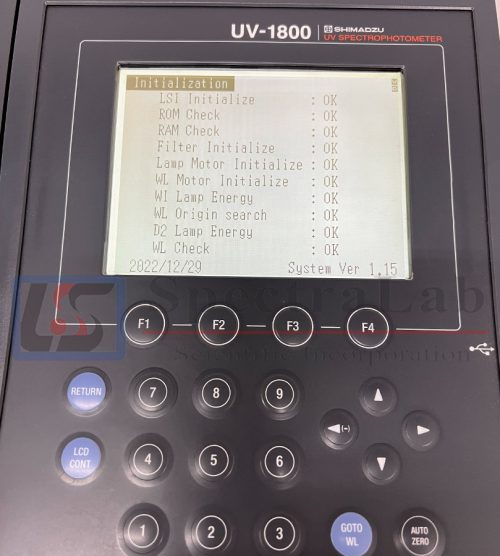 UV-1800 SHIMADZU
UV SPECTROPHOTOMETER
Initialization
LSI Initialize : OK
ROM Check : OK
RAM Check : OK
Filter Initialize : OK
Lamp Motor Initialize : OK
WL Motor Initialize : OK
WI Lamp Energy : OK
WL Origin search : OK
D2 Lamp Energy : OK
WL Check : OK
2022/12/29 System Ver 1.15
LS SpectraLab
Scientific Incorporation
F1 F2 F3 F4
RETURN 7 8 9
(-)
LCD CONT. 4 5 6
1 2 3 GOTO WL AUTO ZERO